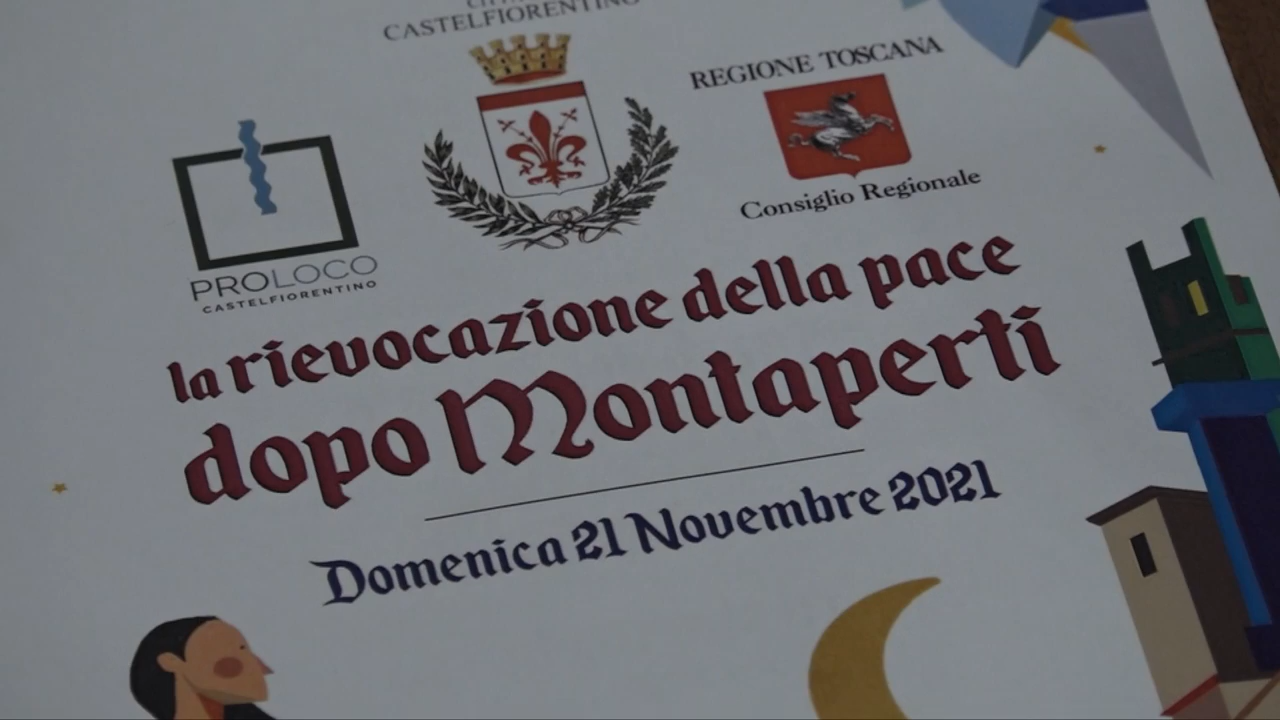 CASTELFIORENTINO
REGIONE TOSCANA
Consiglio Regionale
PROLOCO
CASTELFIORENTINO
la rievocazione della pace
dopo Montaperti
Domenica 21 Novembre 2021